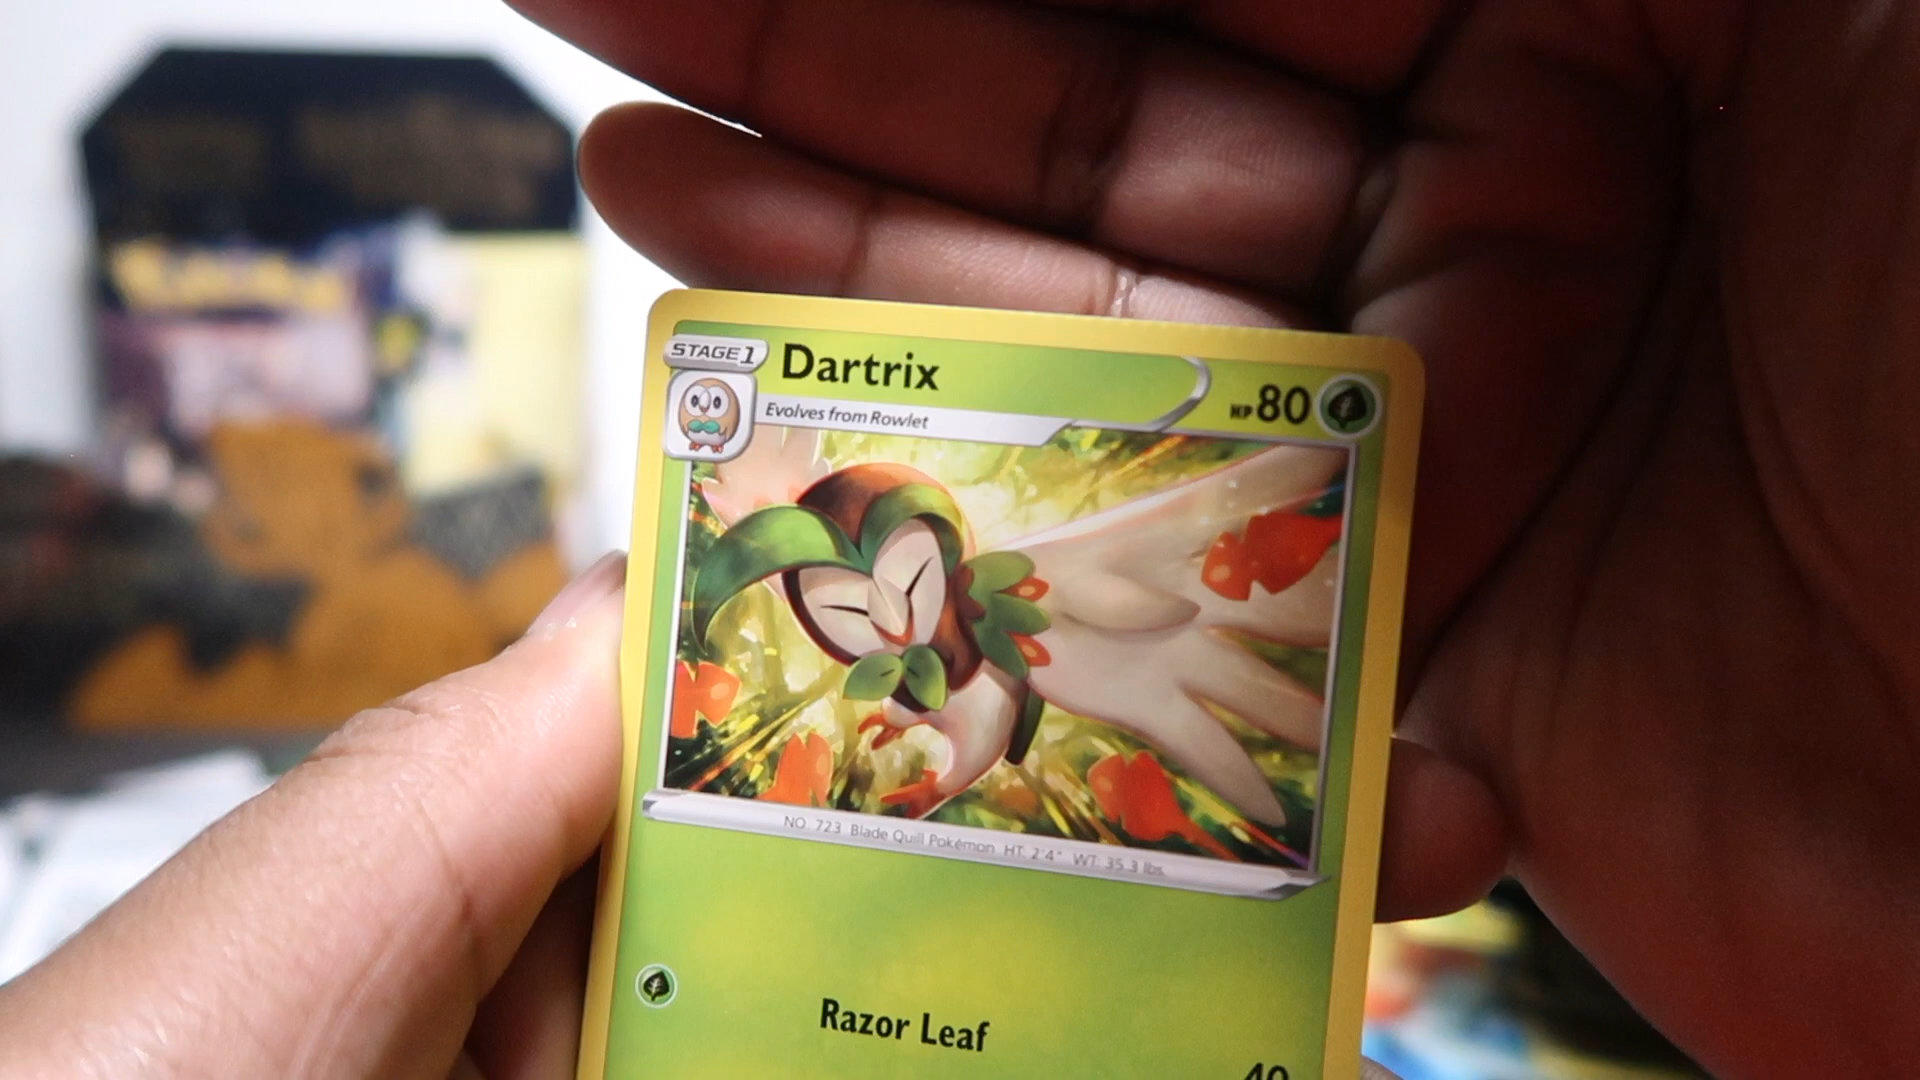 STAGE 1
Dartrix
HP 80
Evolves from Rowlet
NO. 723 Blade Quill Pokémon HT: 2'4" WT: 35.3 lbs.
Razor Leaf
40